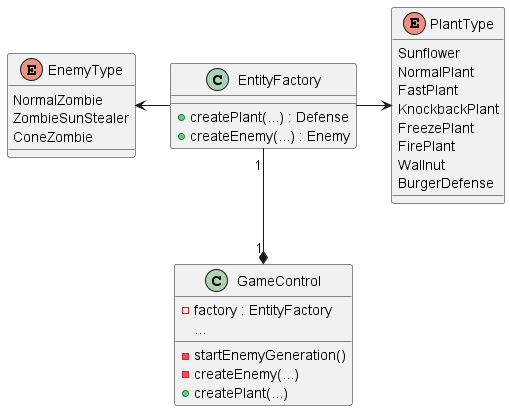 E EnemyType
NormalZombie
ZombieSunStealer
ConeZombie
C EntityFactory
createPlant(...) : Defense
createEnemy(...) : Enemy
E PlantType
Sunflower
NormalPlant
FastPlant
KnockbackPlant
FreezePlant
FirePlant
Wallnut
BurgerDefense
1
1
C GameControl
factory : EntityFactory
...
startEnemyGeneration()
createEnemy(...)
createPlant(...)